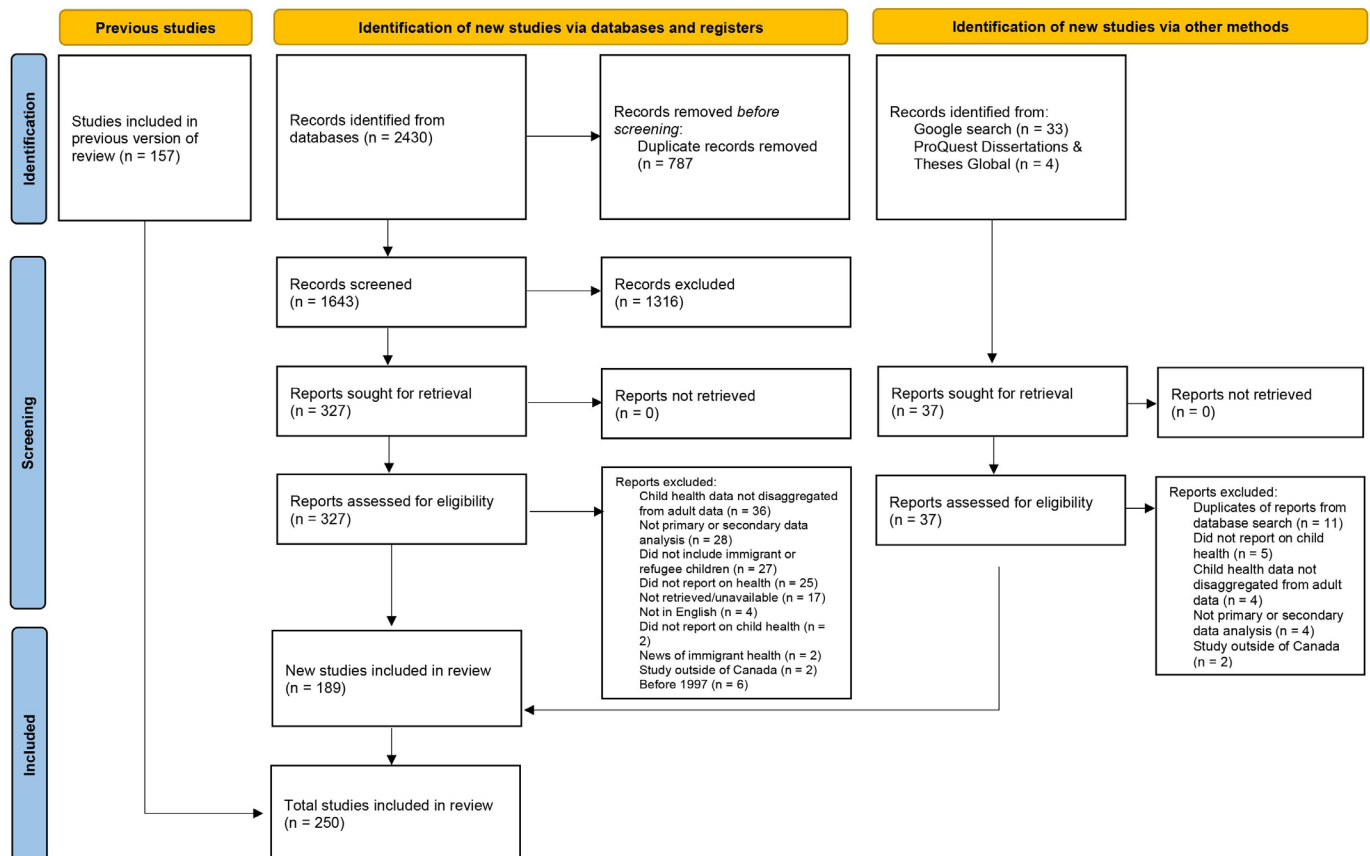 Previous studies
Identification of new studies via databases and registers
Identification of new studies via other methods
Identification
Studies included in
previous version of
review (n = 157)
Records identified from
databases (n = 2430)
Records removed before
screening:
Duplicate records removed
(n = 787
Records identified from:
Google search (n = 33)
ProQuest Dissertations &
Theses Global (n = 4)
Screening
Records screened
(n = 1643)
Records excluded
(n = 1316)
Reports sought for retrieval
(n = 327)
Reports not retrieved
(n = 0)
Reports sought for retrieval
(n = 37)
Reports not retrieved
(n = 0)
Reports assessed for eligibility
(n = 327)
Reports excluded:
Child health data not disaggregated
from adult data (n = 36)
Not primary or secondary data
analysis (n = 28)
Did not include immigrant or
refugee children (n = 27)
Did not report on health (n = 25)
Not retrieved/unavailable (n = 17)
Not in English (n = 4)
Did not report on child health (n =
2)
News of immigrant health (n = 2)
Study outside of Canada (n = 2)
Before 1997 (n = 6)
Reports assessed for eligibility
(n = 37)
Reports excluded:
Duplicates of reports from
database search (n = 11)
Did not report on child
health (n = 5)
Child health data not
disaggregated from adult
data (n = 4)
Not primary or secondary
data analysis (n = 4)
Study outside of Canada
(n = 2)
Included
New studies included in review
(n = 189)
Total studies included in review
(n = 250)